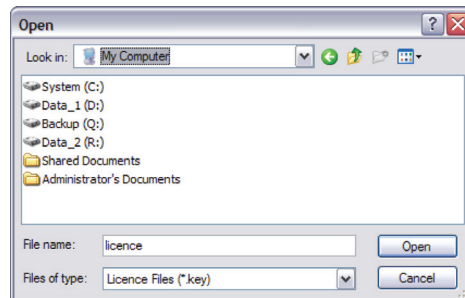 Open
Look in: My Computer
System (C:)
Data_1 (D:)
Backup (Q:)
Data_2 (R:)
Shared Documents
Administrator's Documents
File name: licence Open
Files of type: Licence Files (*.key) Cancel